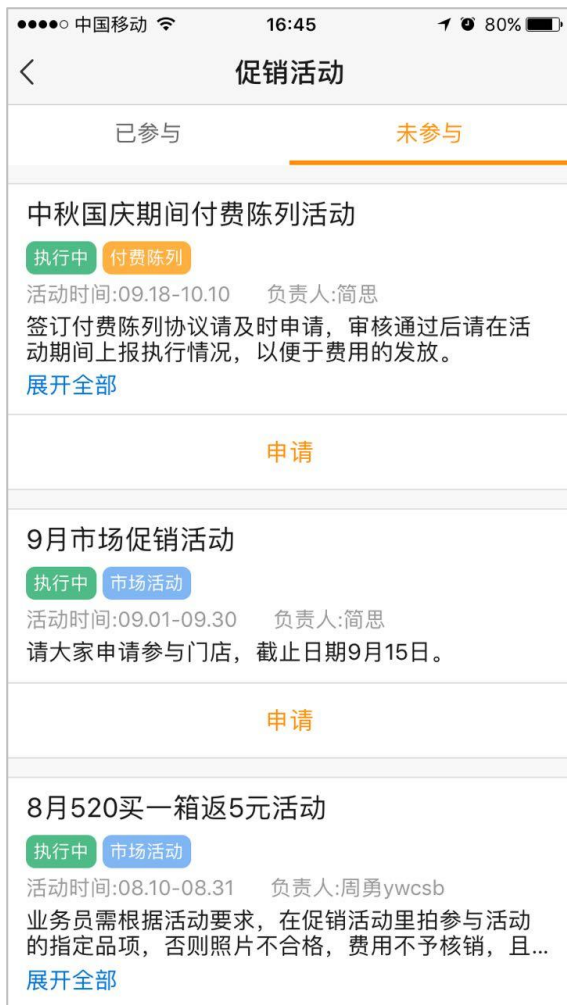 中国移动 16:45 80%
促销活动
已参与 未参与
中秋国庆期间付费陈列活动
执行中 付费陈列
活动时间:09.18-10.10 负责人:简思
签订付费陈列协议请及时申请，审核通过后请在活
动期间上报执行情况，以便于费用的发放。
展开全部
申请
9月市场促销活动
执行中 市场活动
活动时间:09.01-09.30 负责人:简思
请大家申请参与门店，截止日期9月15日。
申请
8月520买一箱返5元活动
执行中 市场活动
活动时间:08.10-08.31 负责人:周勇ywcsb
业务员需根据活动要求，在促销活动里拍参与活动
的指定品项，否则照片不合格，费用不予核销，且...
展开全部